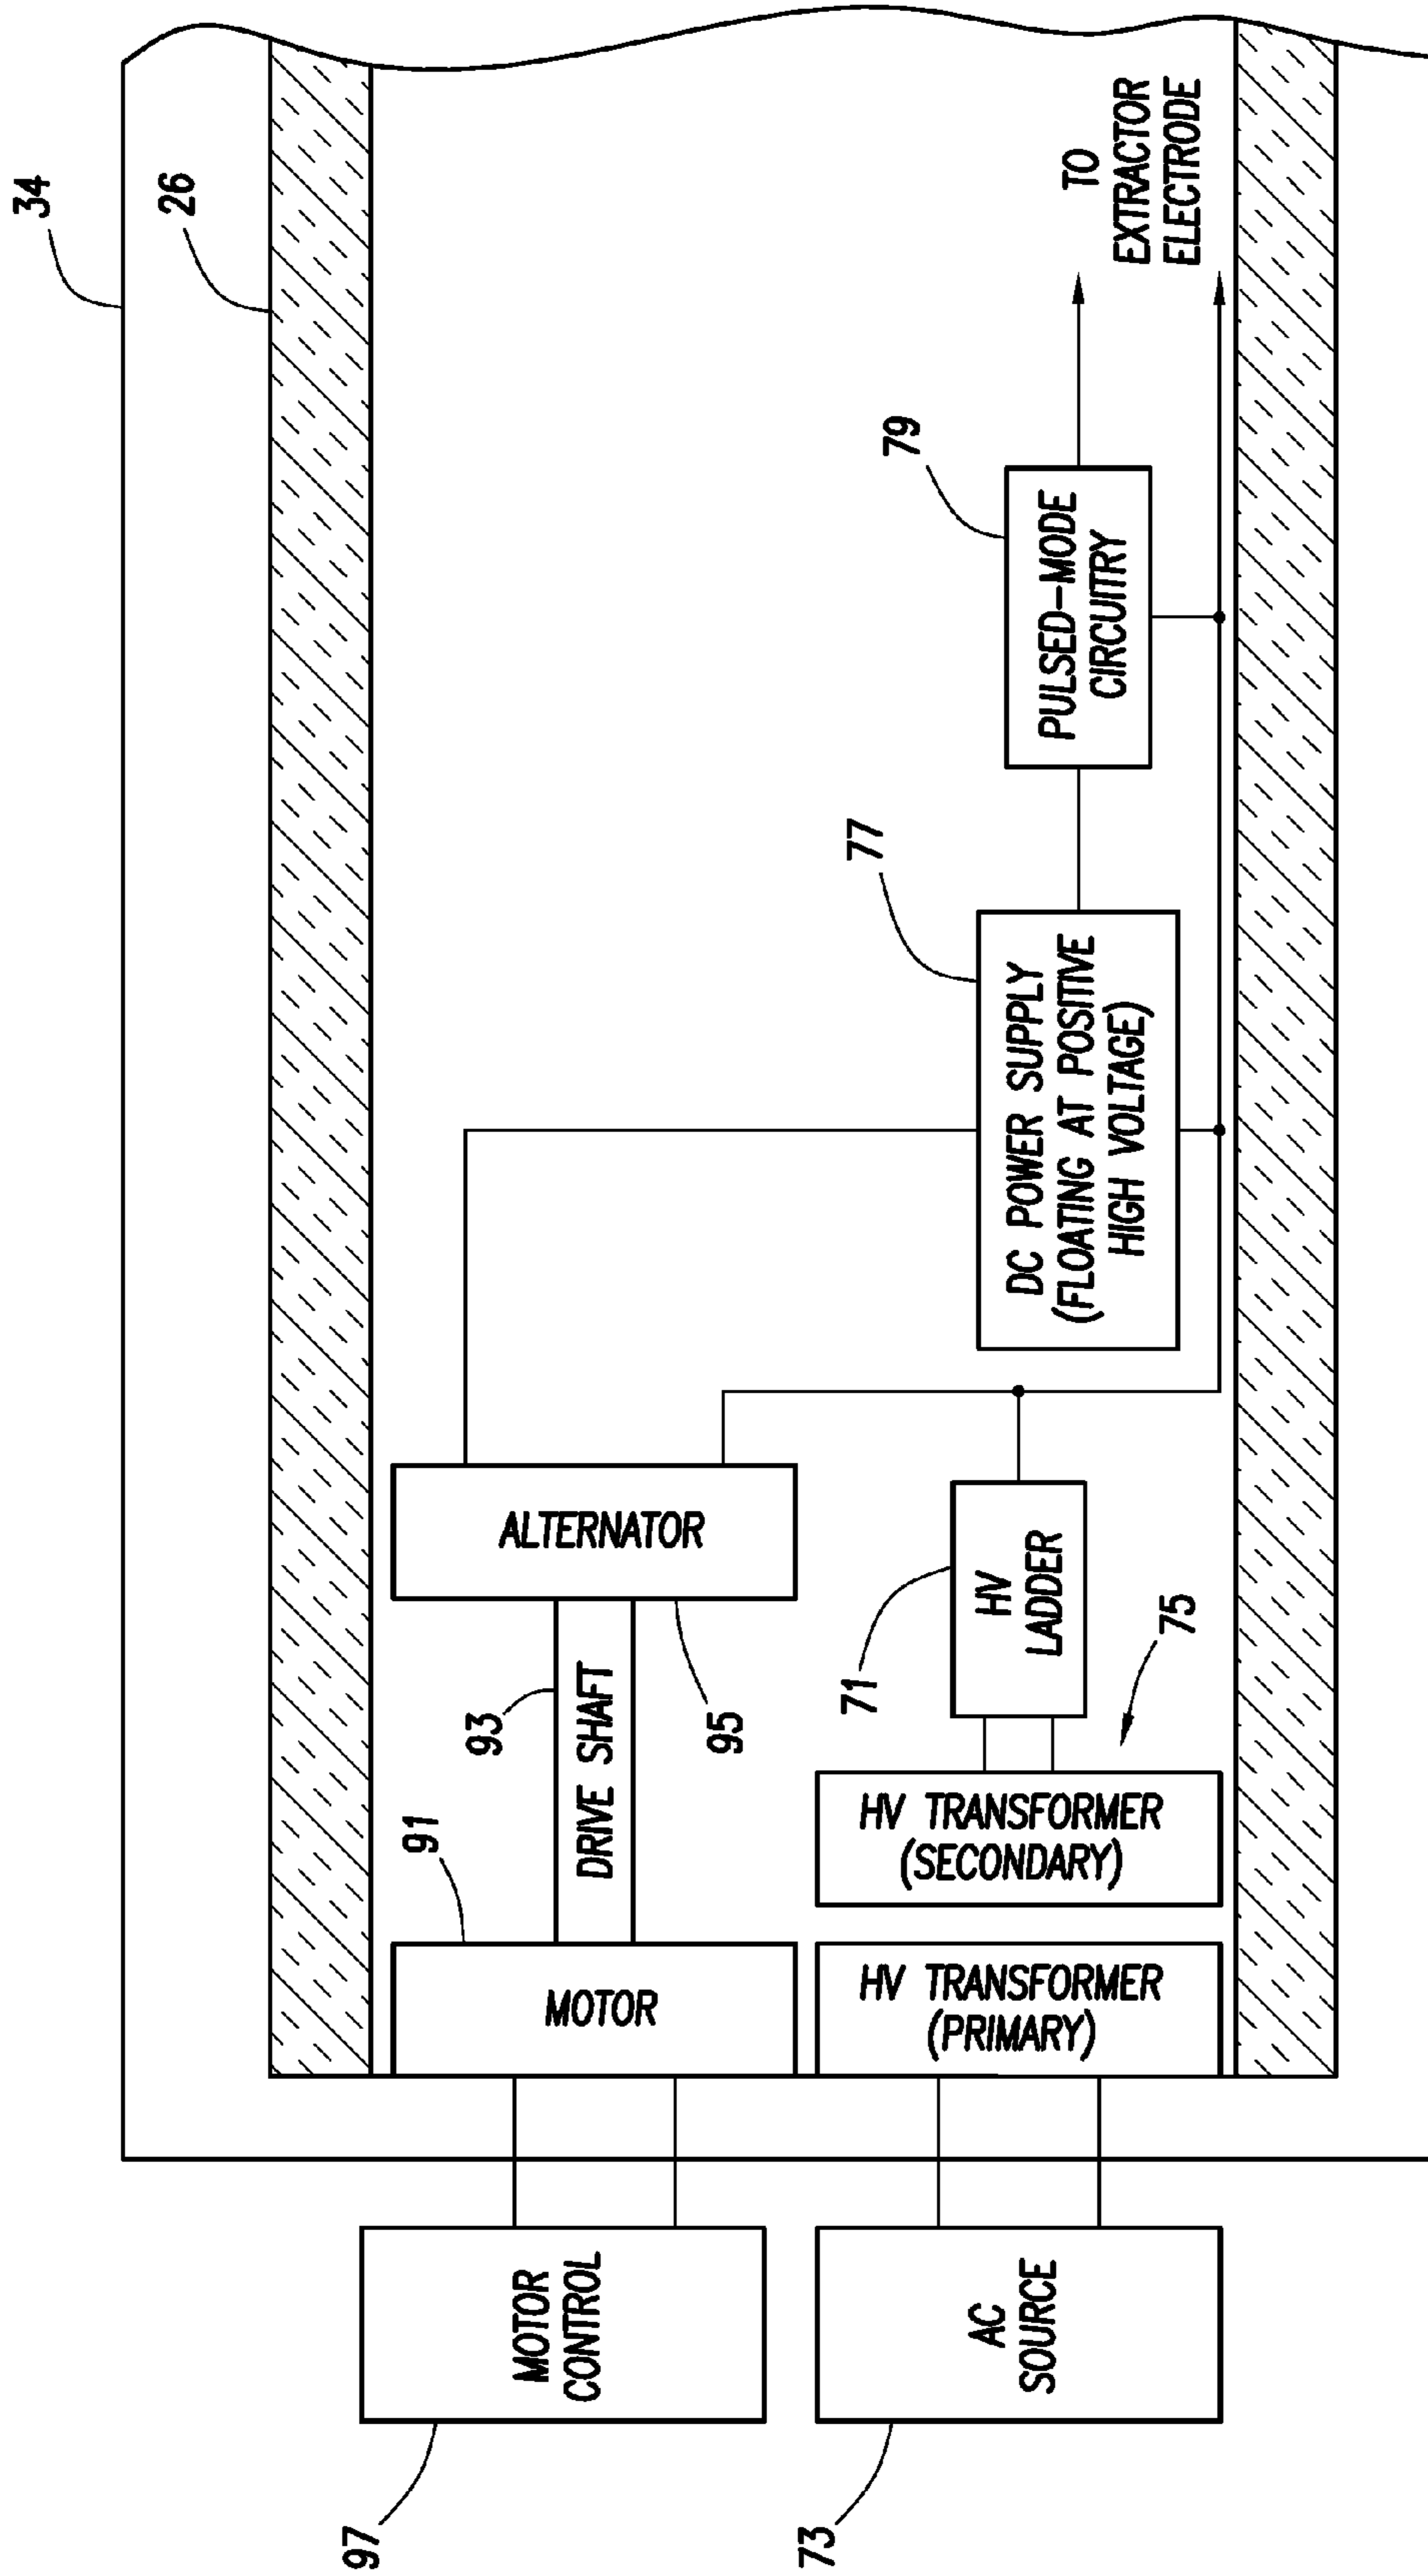 34
26
TO
EXTRACTOR
ELECTRODE
79
PULSED-MODE
CIRCUITRY
77
DC POWER SUPPLY
(FLOATING AT POSITIVE
HIGH VOLTAGE)
ALTERNATOR
95
93
DRIVE SHAFT
71
HV
LADDER
75
HV TRANSFORMER
(SECONDARY)
91
MOTOR
HV TRANSFORMER
(PRIMARY)
MOTOR
CONTROL
97
AC
SOURCE
73